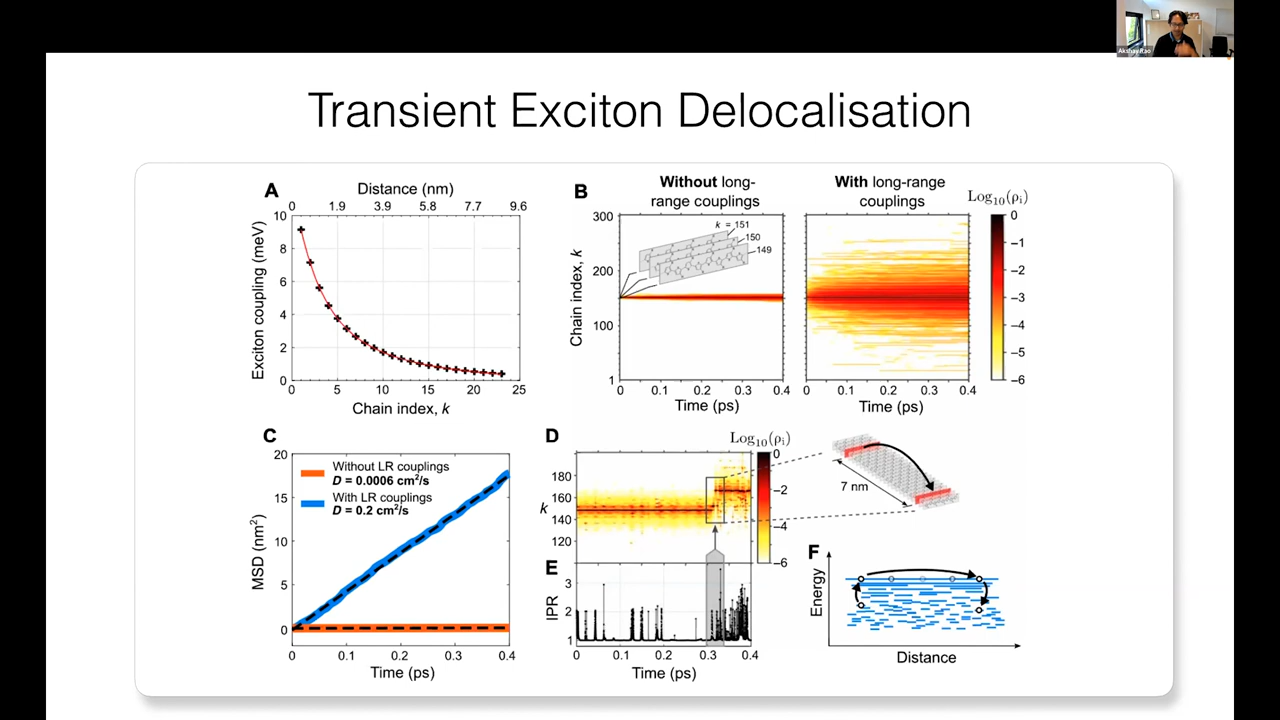 Akshay Rao
Transient Exciton Delocalisation
A
Distance (nm)
0 1.9 3.9 5.8 7.7 9.6
Exciton coupling (meV)
10
8
6
4
2
0
0 5 10 15 20 25
Chain index, k
B
Without long-
range couplings
With long-range
couplings
Log10(ρi)
Chain index, k
300
200
100
1
k = 151
150
149
0 0.1 0.2 0.3 0.4
Time (ps)
0 0.1 0.2 0.3 0.4
Time (ps)
0
−1
−2
−3
−4
−5
−6
C
MSD (nm²)
20
15
10
5
0
Without LR couplings
D = 0.0006 cm²/s
With LR couplings
D = 0.2 cm²/s
0 0.1 0.2 0.3 0.4
Time (ps)
D
Log10(ρi)
k
180
160
140
120
0
−2
−4
−6
7 nm
E
IPR
3
2
1
0 0.1 0.2 0.3 0.4
Time (ps)
F
Energy
Distance